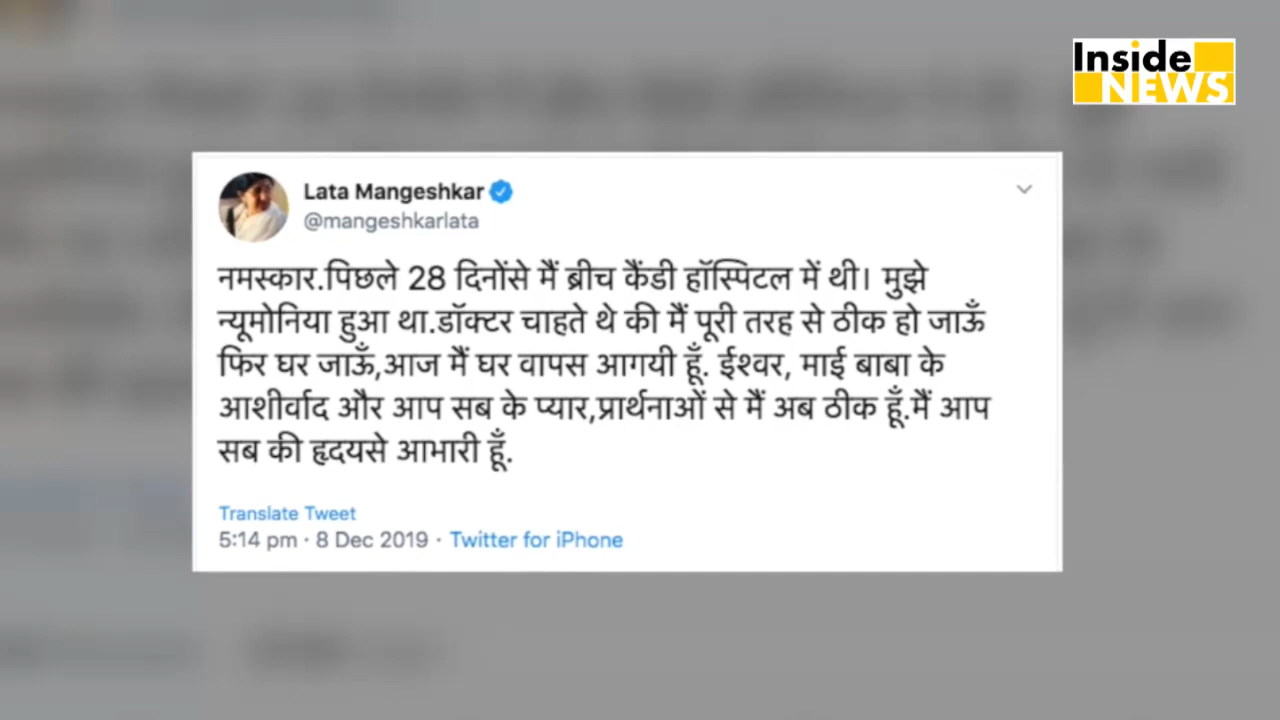 Inside
NEWS
Lata Mangeshkar
@mangeshkarlata
नमस्कार.पिछले 28 दिनोंसे मैं ब्रीच कैंडी हॉस्पिटल में थी। मुझे
न्यूमोनिया हुआ था.डॉक्टर चाहते थे की मैं पूरी तरह से ठीक हो जाऊँ
फिर घर जाऊँ,आज मैं घर वापस आगयी हूँ. ईश्वर, माई बाबा के
आशीर्वाद और आप सब के प्यार,प्रार्थनाओं से मैं अब ठीक हूँ.मैं आप
सब की हृदयसे आभारी हूँ.
Translate Tweet
5:14 pm · 8 Dec 2019 · Twitter for iPhone